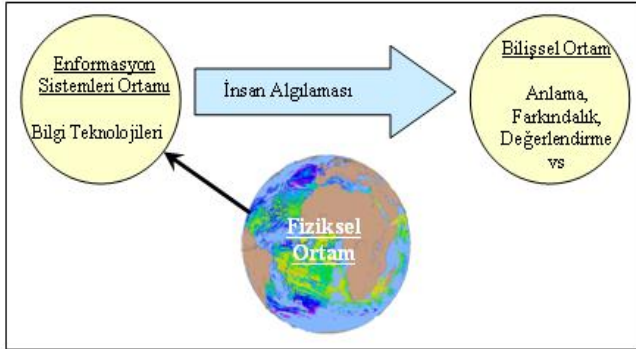 Enformasyon
Sistemleri Ortamı
Bilgi Teknolojileri
İnsan Algılaması
Bilişsel Ortam
Anlama,
Farkındalık,
Değerlendirme
vs
Fiziksel
Ortam